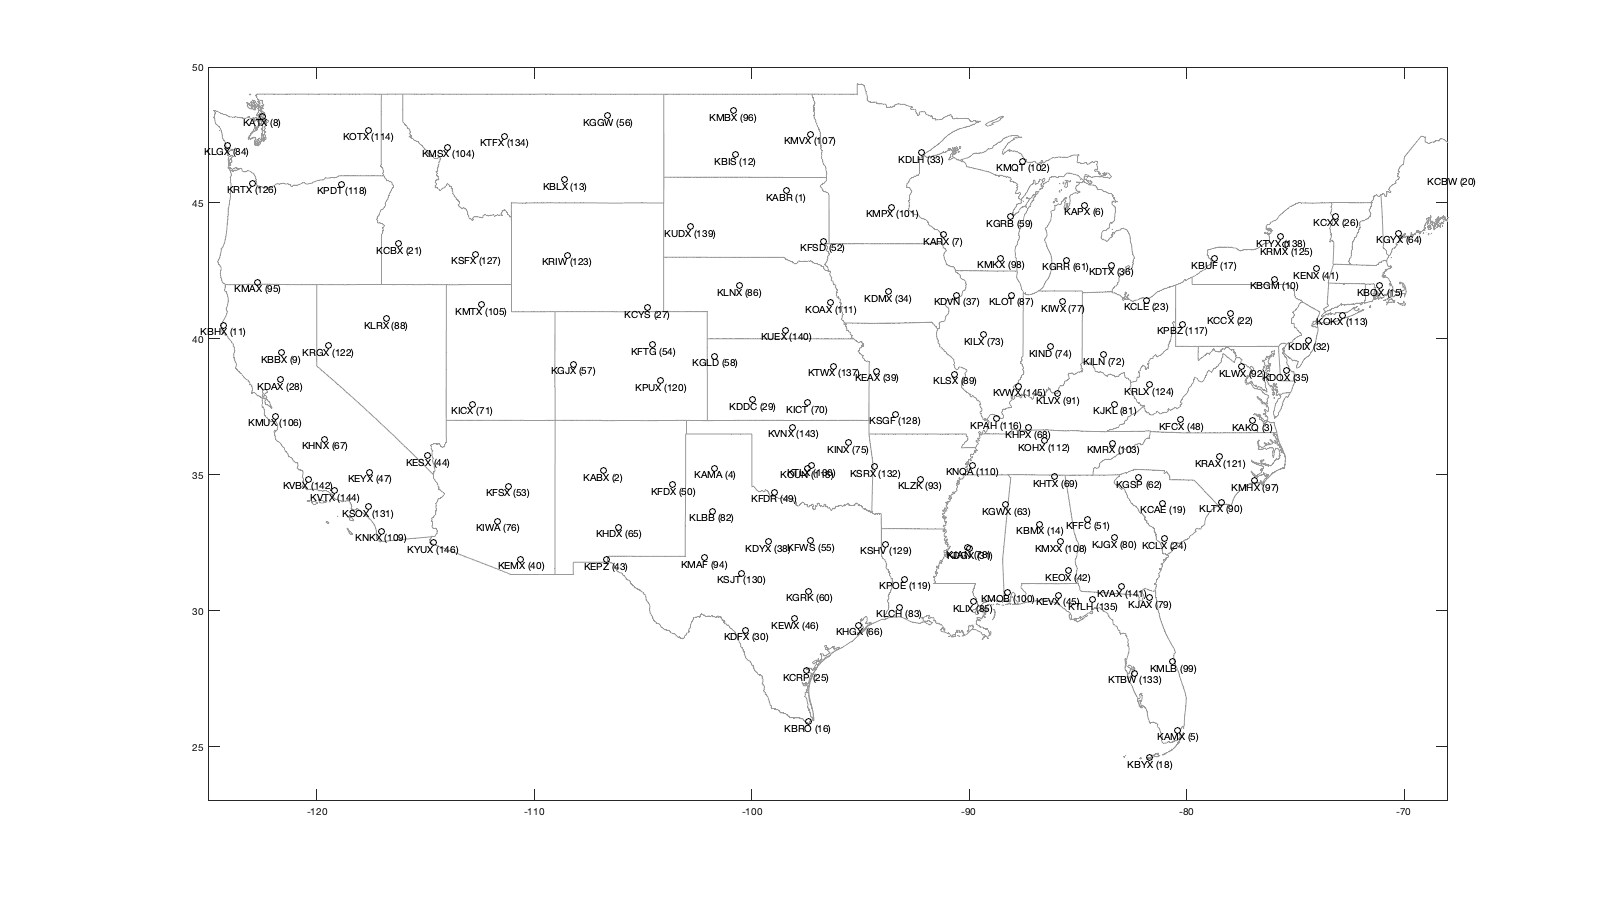 50
KGGW (56)
KMBX (96)
KATX (8)
KOTX (114)
KTFX (134)
KMVX (107)
KLGX (84)
KMSX (104)
KBIS (12)
KDLH (33)
KMQT (102)
KRTX (126)
KPDT (118)
KBLX (13)
KCBW (20)
45
KABR (1)
KMPX (101)
KGRB (59)
KAPX (6)
KCXX (26)
KUDX (139)
KFSD (52)
KARX (7)
KTYX (138)
KGYX (64)
KCBX (21)
KSFX (127)
KRIW (123)
KMKX (98)
KGRR (61)
KDTX (36)
KBUF (17)
KRMX (125)
KENX (41)
KMAX (95)
KLNX (86)
KDMX (34)
KDVN (37)
KLOT (87)
KIWX (77)
KCLE (23)
KBGM (10)
KBOX (15)
KMTX (105)
KCYS (27)
KOAX (111)
KCCX (22)
KOKX (113)
KBHX (11)
KLRX (88)
KUEX (140)
KILX (73)
KPBZ (117)
40
KBBX (9)
KRGX (122)
KFTG (54)
KGLD (58)
KIND (74)
KILN (72)
KDIX (32)
KDAX (28)
KGJX (57)
KPUX (120)
KTWX (137)
KEAX (39)
KLSX (89)
KVWX (145)
KLVX (91)
KRLX (124)
KLWX (92)
KDOX (35)
KMUX (106)
KICX (71)
KDDC (29)
KICT (70)
KSGF (128)
KPAH (116)
KJKL (81)
KFCX (48)
KAKQ (3)
KHNX (67)
KVNX (143)
KINX (75)
KHPX (68)
KOHX (112)
KMRX (103)
KESX (44)
KRAX (121)
35
KEYX (47)
KABX (2)
KAMA (4)
KSRX (132)
KNQA (110)
KVBX (142)
KVTX (144)
KFSX (53)
KFDX (50)
KFDR (49)
KLZK (93)
KHTX (69)
KGSP (62)
KMHX (97)
KSOX (131)
KIWA (76)
KHDX (65)
KLBB (82)
KGWX (63)
KBMX (14)
KFFC (51)
KCAE (19)
KLTX (90)
KNKX (109)
KYUX (146)
KDYX (38)
KFWS (55)
KSHV (129)
KMXX (108)
KJGX (80)
KCLX (24)
KEMX (40)
KEPZ (43)
KMAF (94)
KSJT (130)
KPOE (119)
KEOX (42)
30
KGRK (60)
KLCH (83)
KLIX (85)
KMOB (100)
KEVX (45)
KTLH (135)
KVAX (141)
KJAX (79)
KDFX (30)
KEWX (46)
KHGX (66)
KCRP (25)
KTBW (133)
KMLB (99)
KBRO (16)
KAMX (5)
25
KBYX (18)
-120
-110
-100
-90
-80
-70